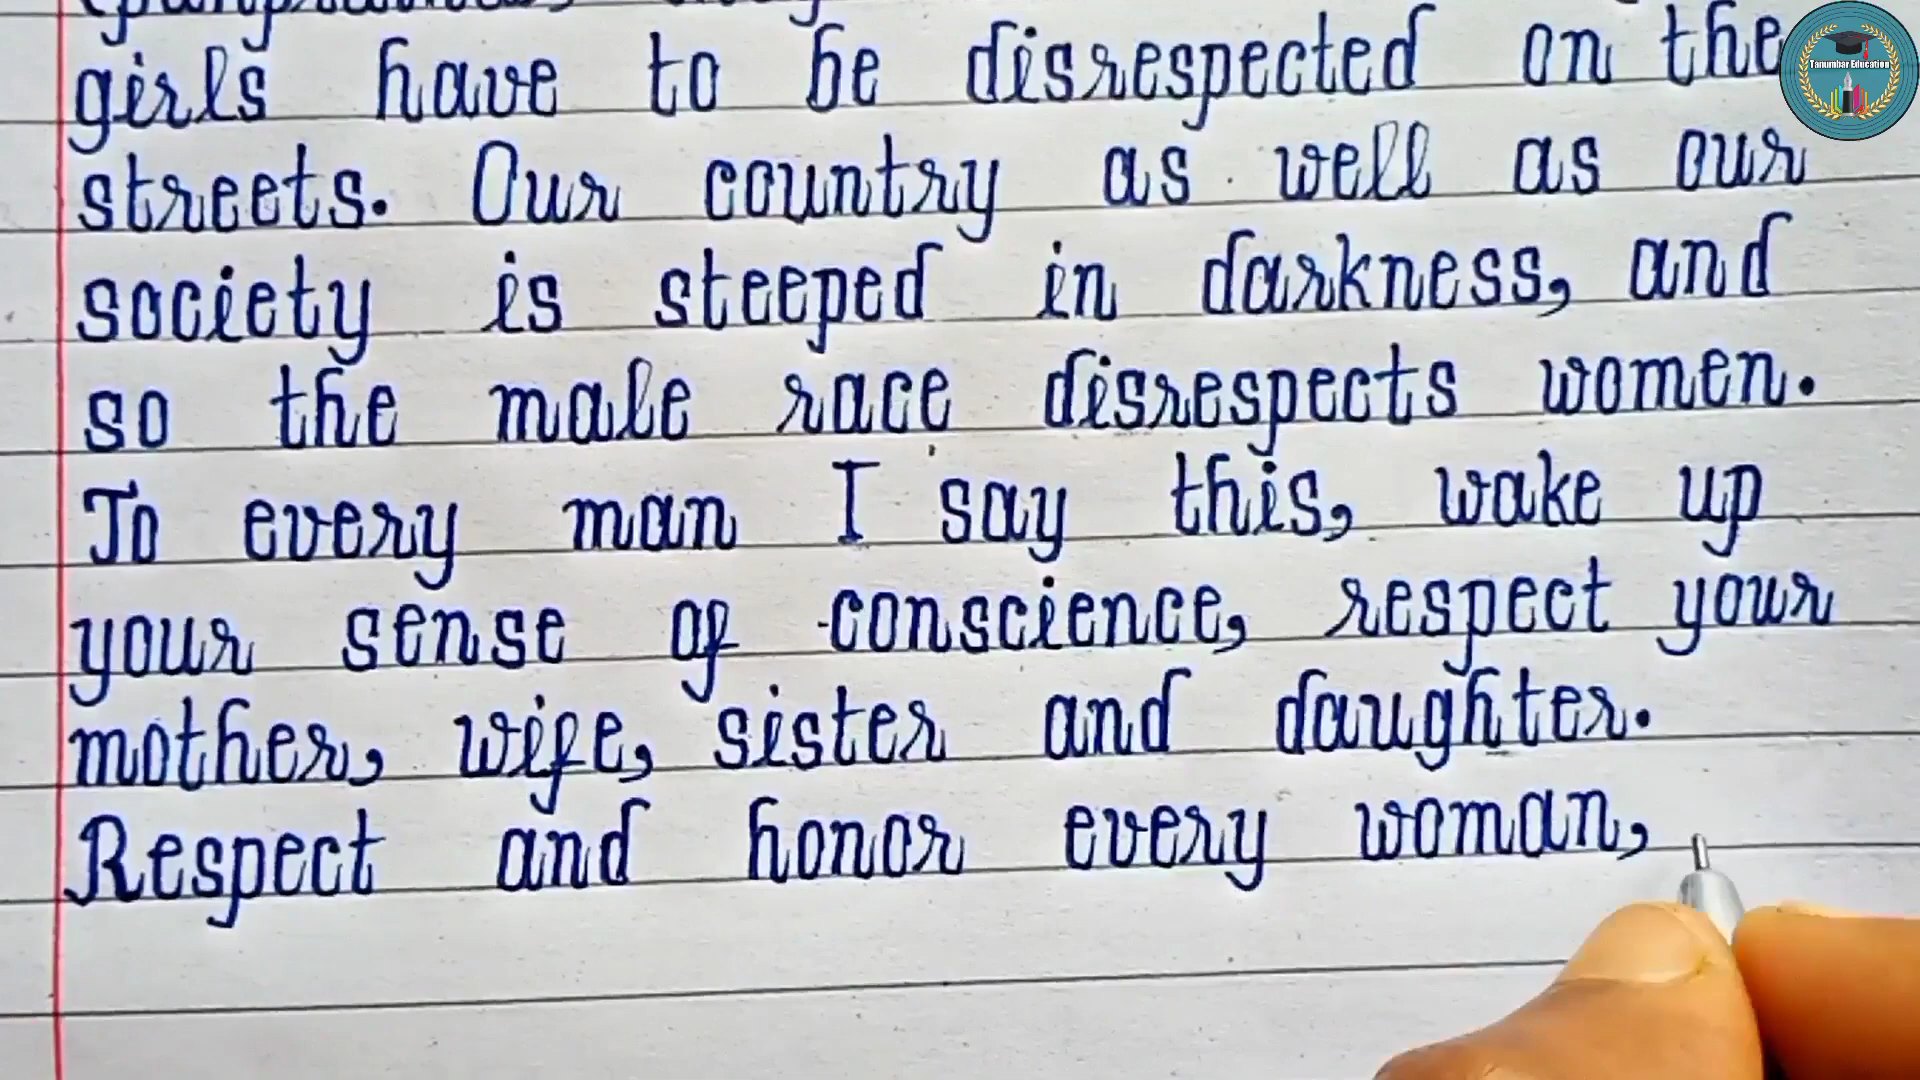 girls have to be disrespected on the
streets. Our country as well as our
society is steeped in darkness, and
so the male race disrespects women.
To every man I say this, wake up
your sense of conscience, respect your
mother, wife, sister and daughter.
Respect and honor every woman,
Tanumbar Education